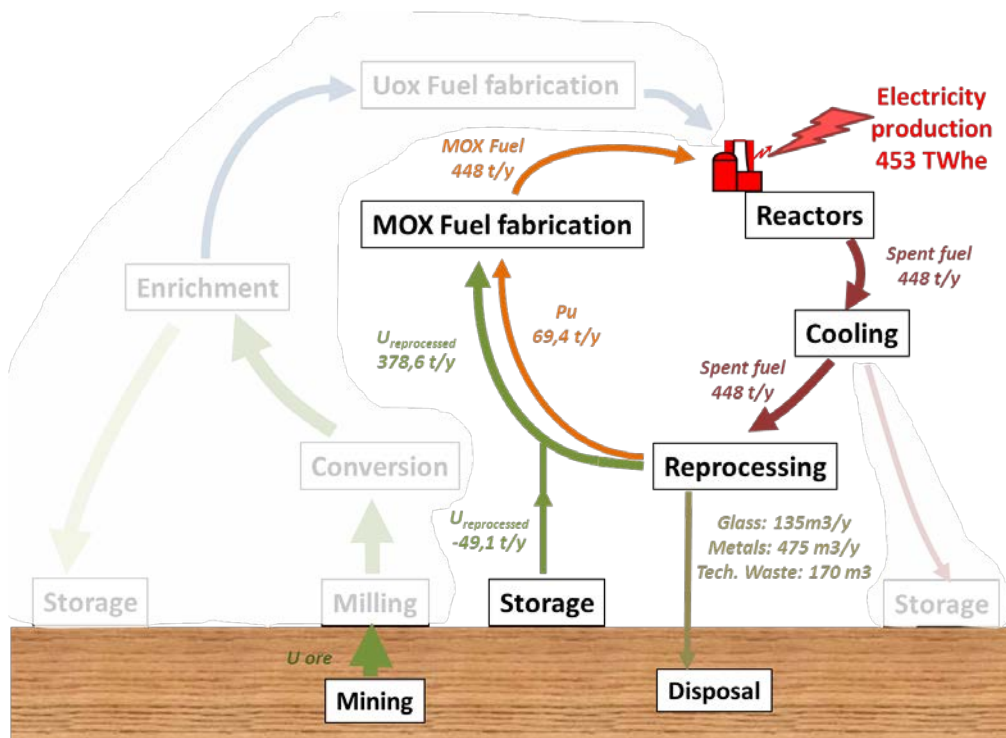 Uox Fuel fabrication
Electricity
production
453 TWhe
MOX Fuel
448 t/y
MOX Fuel fabrication
Reactors
Spent fuel
448 t/y
Enrichment
Pu
69,4 t/y
Ureprocessed
378,6 t/y
Cooling
Spent fuel
448 t/y
Conversion
Reprocessing
Ureprocessed
-49,1 t/y
Glass: 135m3/y
Metals: 475 m3/y
Tech. Waste: 170 m3
Storage
Milling
Storage
Storage
U ore
Mining
Disposal